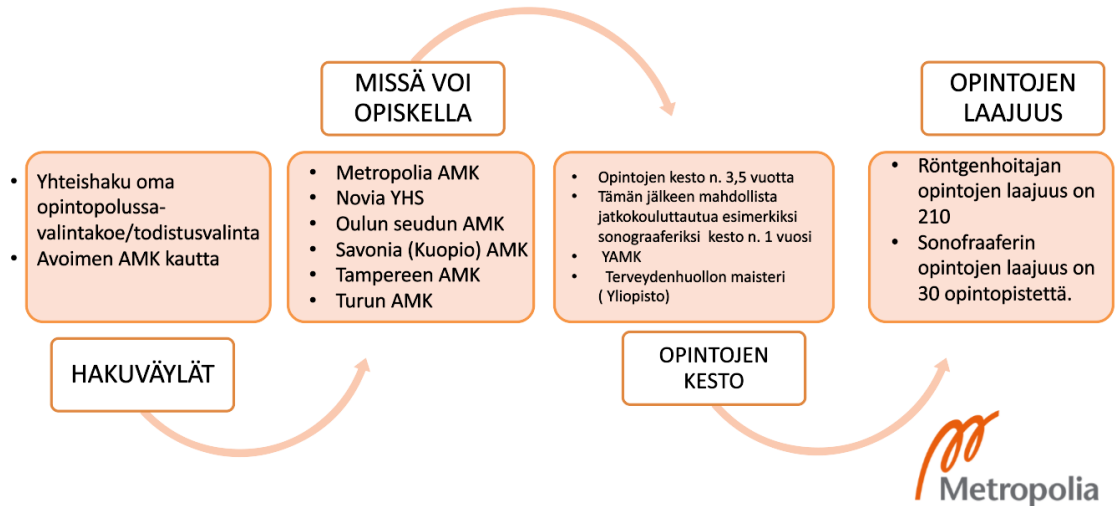 HAKUVÄYLÄT
• Yhteishaku oma
opintopolussa-
valintakoe/todistusvalinta
• Avoimen AMK kautta
MISSÄ VOI
OPISKELLA
• Metropolia AMK
• Novia YHS
• Oulun seudun AMK
• Savonia (Kuopio) AMK
• Tampereen AMK
• Turun AMK
• Opintojen kesto n. 3,5 vuotta
• Tämän jälkeen mahdollista
jatkokouluttautua esimerkiksi
sonograaferiksi kesto n. 1 vuosi
• YAMK
• Terveydenhuollon maisteri
( Yliopisto)
OPINTOJEN
KESTO
OPINTOJEN
LAAJUUS
• Röntgenhoitajan
opintojen laajuus on
210
• Sonofraaferin
opintojen laajuus on
30 opintopistettä.
Metropolia